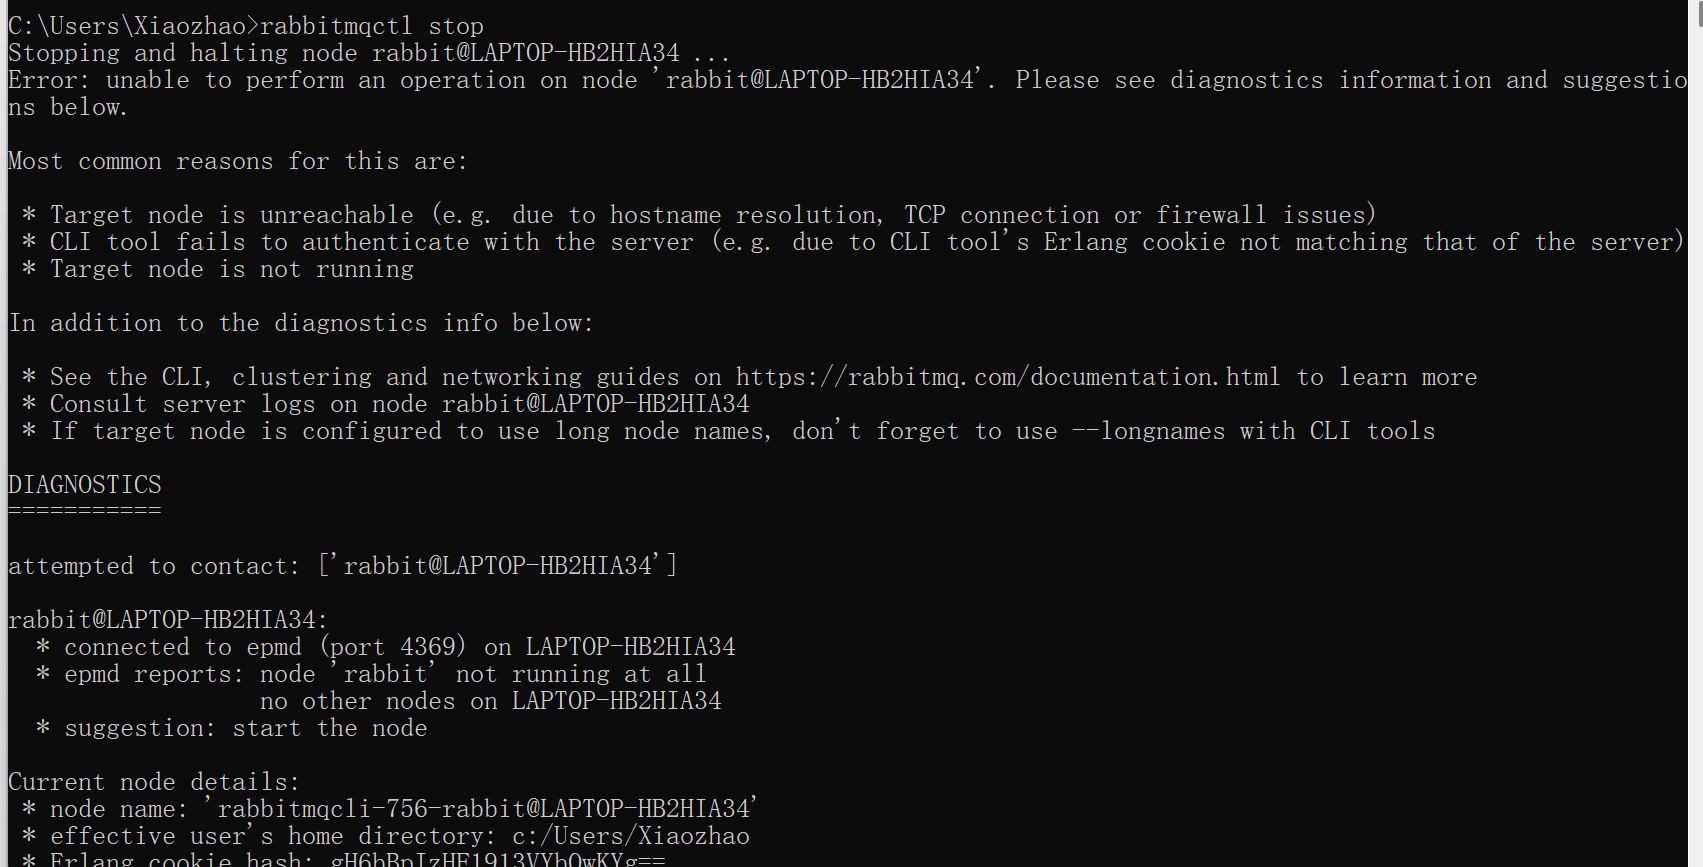 C:\Users\Xiaozhao>rabbitmqctl stop
Stopping and halting node rabbit@LAPTOP-HB2HIA34 ...
Error: unable to perform an operation on node 'rabbit@LAPTOP-HB2HIA34'. Please see diagnostics information and suggestio
ns below.
Most common reasons for this are:
* Target node is unreachable (e.g. due to hostname resolution, TCP connection or firewall issues)
* CLI tool fails to authenticate with the server (e.g. due to CLI tool's Erlang cookie not matching that of the server)
* Target node is not running
In addition to the diagnostics info below:
* See the CLI, clustering and networking guides on https://rabbitmq.com/documentation.html to learn more
* Consult server logs on node rabbit@LAPTOP-HB2HIA34
* If target node is configured to use long node names, don't forget to use --longnames with CLI tools
DIAGNOSTICS
===========
attempted to contact: ['rabbit@LAPTOP-HB2HIA34']
rabbit@LAPTOP-HB2HIA34:
* connected to epmd (port 4369) on LAPTOP-HB2HIA34
* epmd reports: node 'rabbit' not running at all
no other nodes on LAPTOP-HB2HIA34
* suggestion: start the node
Current node details:
* node name: 'rabbitmqcli-756-rabbit@LAPTOP-HB2HIA34'
* effective user's home directory: c:/Users/Xiaozhao
* Erlang cookie hash: